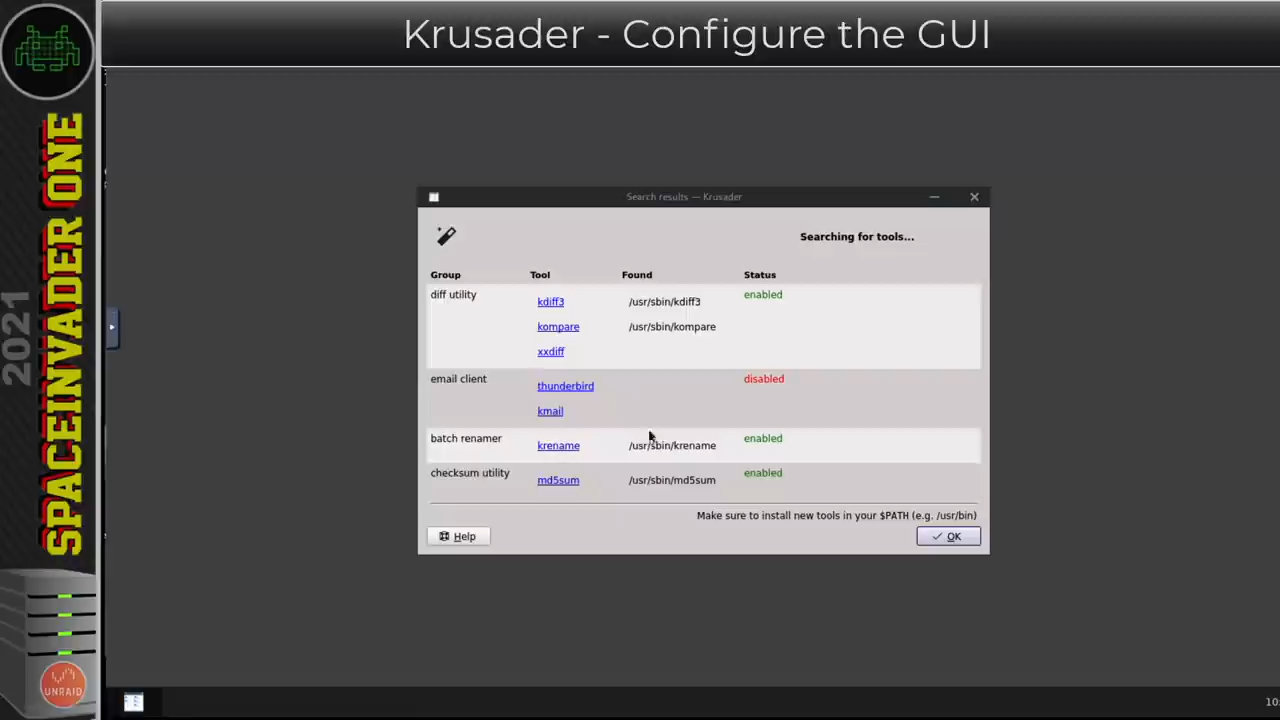 Krusader - Configure the GUI
2021
SPACEINVADER ONE
UNRAID
Search results — Krusader
Searching for tools...
Group Tool Found Status
diff utility kdiff3 /usr/sbin/kdiff3 enabled
kompare /usr/sbin/kompare
xxdiff
email client thunderbird disabled
kmail
batch renamer krename /usr/sbin/krename enabled
checksum utility md5sum /usr/sbin/md5sum enabled
Make sure to install new tools in your $PATH (e.g. /usr/bin)
Help OK
10